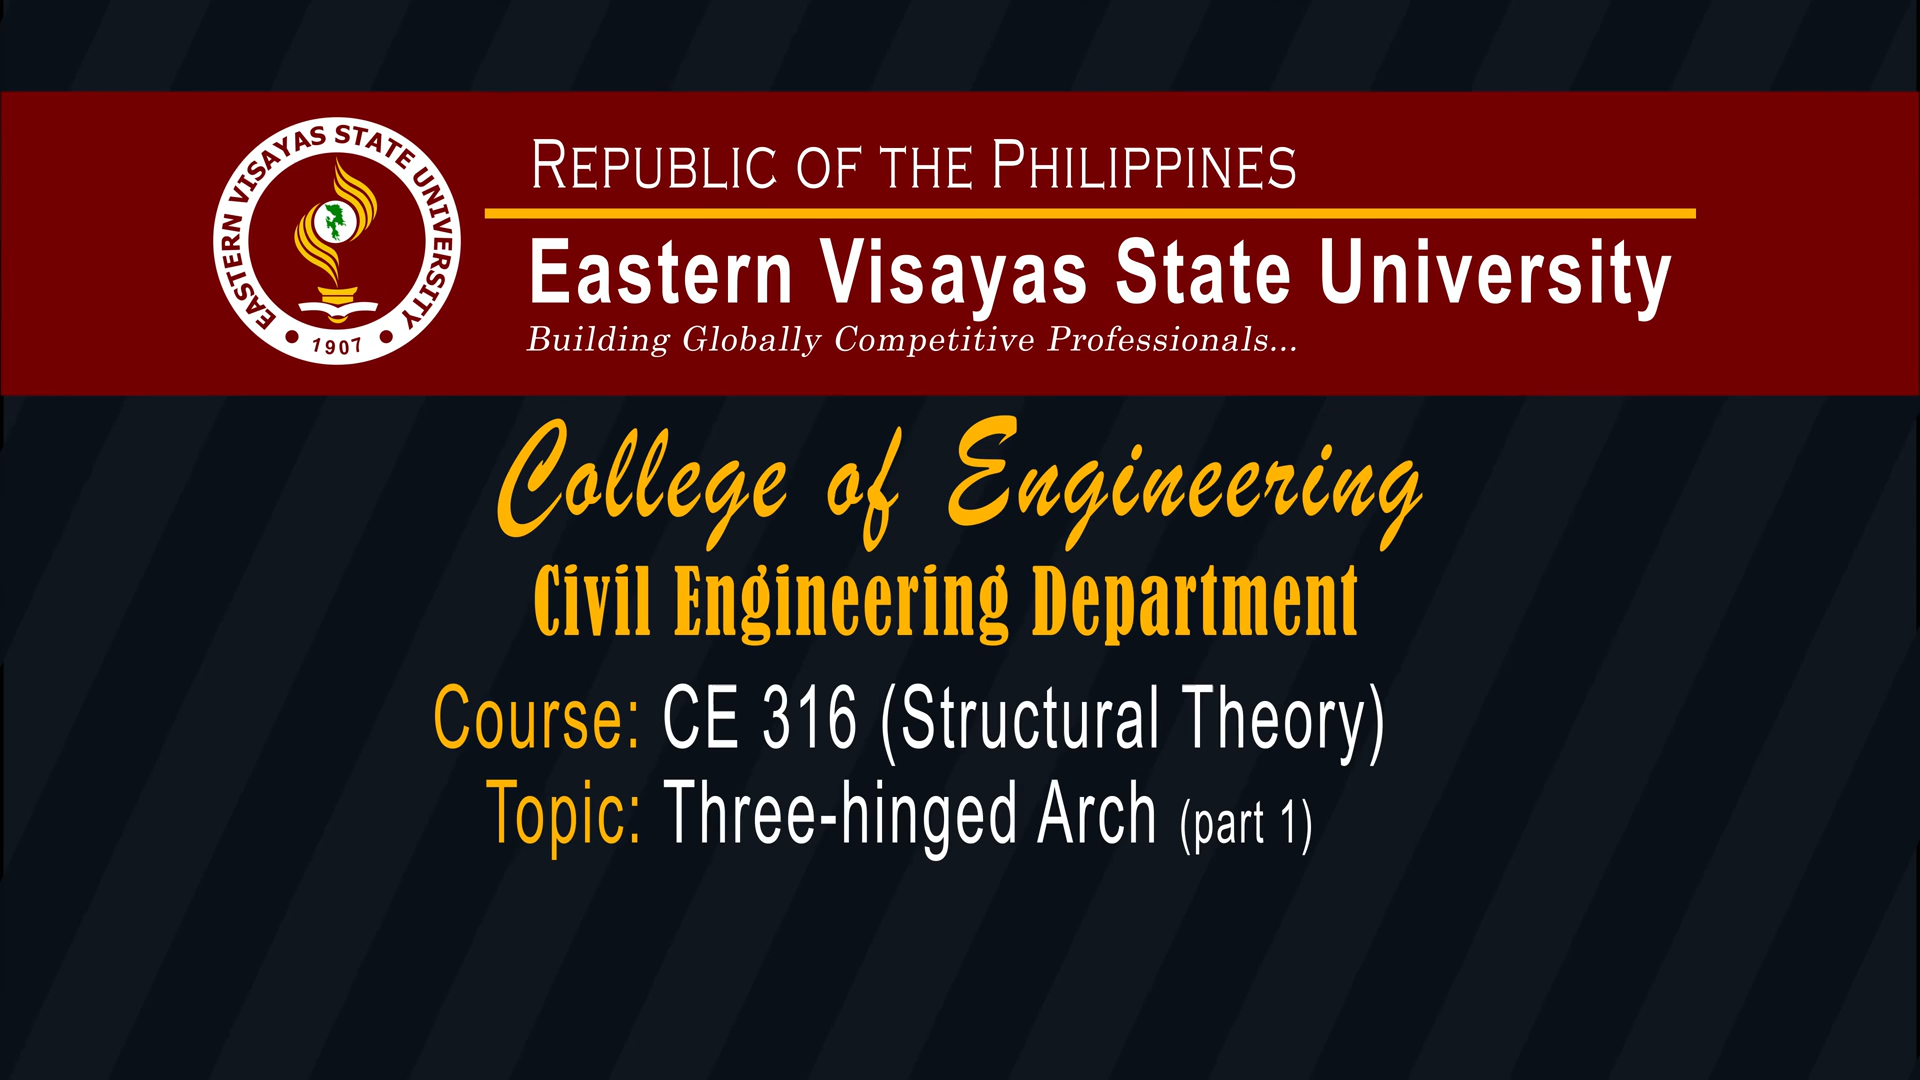 EASTERN VISAYAS STATE UNIVERSITY
• 1907 •
REPUBLIC OF THE PHILIPPINES
Eastern Visayas State University
Building Globally Competitive Professionals...
College of Engineering
Civil Engineering Department
Course: CE 316 (Structural Theory)
Topic: Three-hinged Arch (part 1)